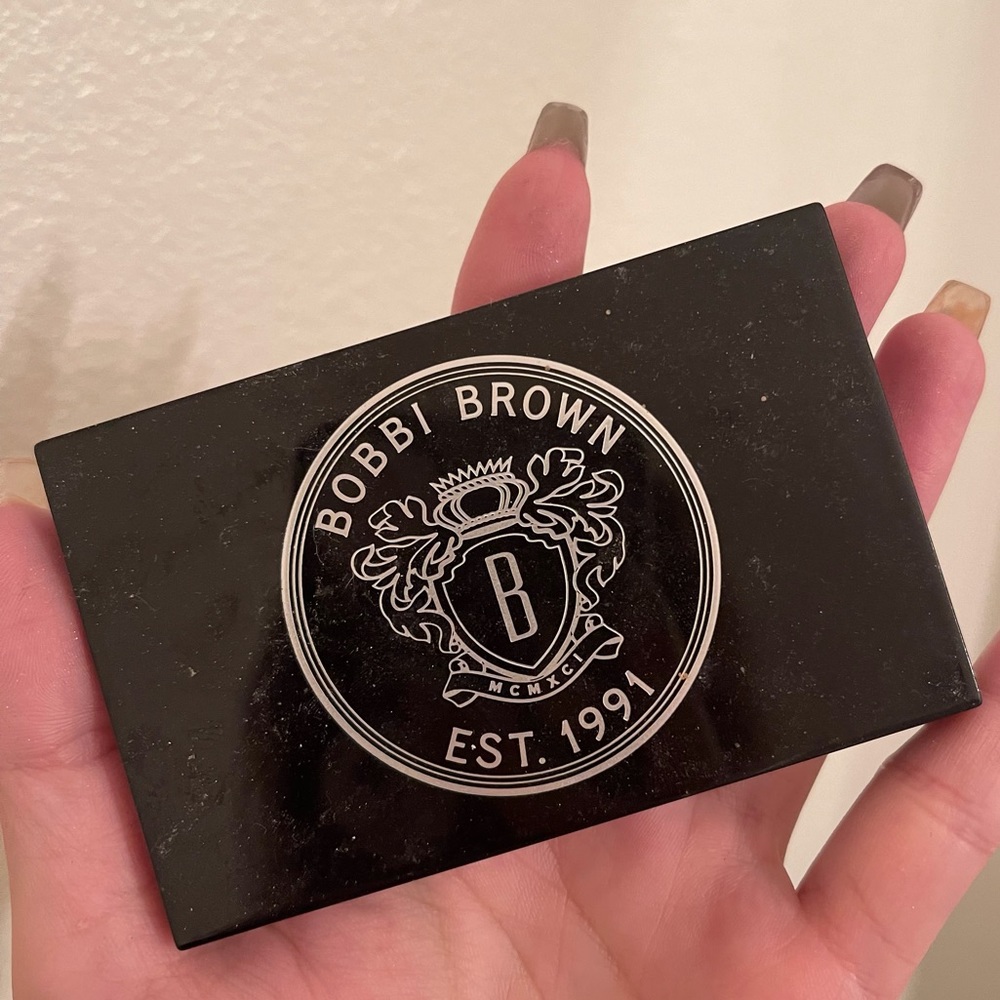 BOBBI BROWN
B
MCMXCI
EST. 1991